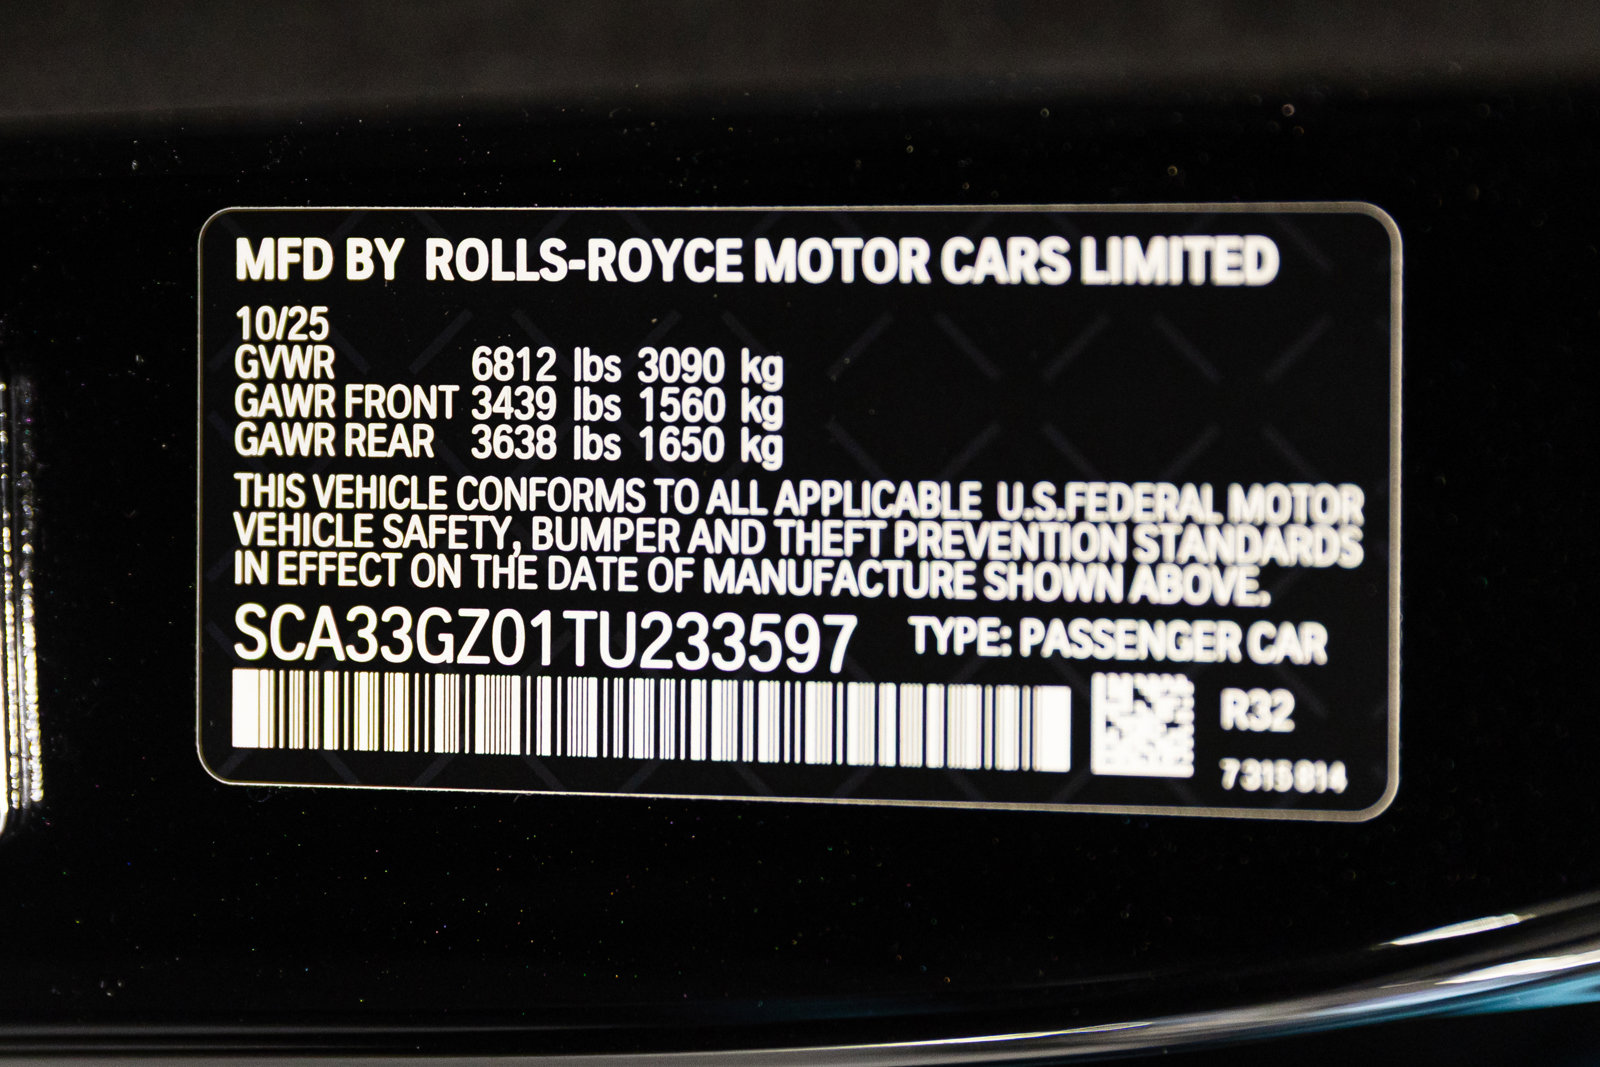 MFD BY ROLLS-ROYCE MOTOR CARS LIMITED
10/25
GVWR 6812 lbs 3090 kg
GAWR FRONT 3439 lbs 1560 kg
GAWR REAR 3638 lbs 1650 kg
THIS VEHICLE CONFORMS TO ALL APPLICABLE U.S.FEDERAL MOTOR
VEHICLE SAFETY, BUMPER AND THEFT PREVENTION STANDARDS
IN EFFECT ON THE DATE OF MANUFACTURE SHOWN ABOVE.
SCA33GZ01TU233597 TYPE: PASSENGER CAR
R32
7315814